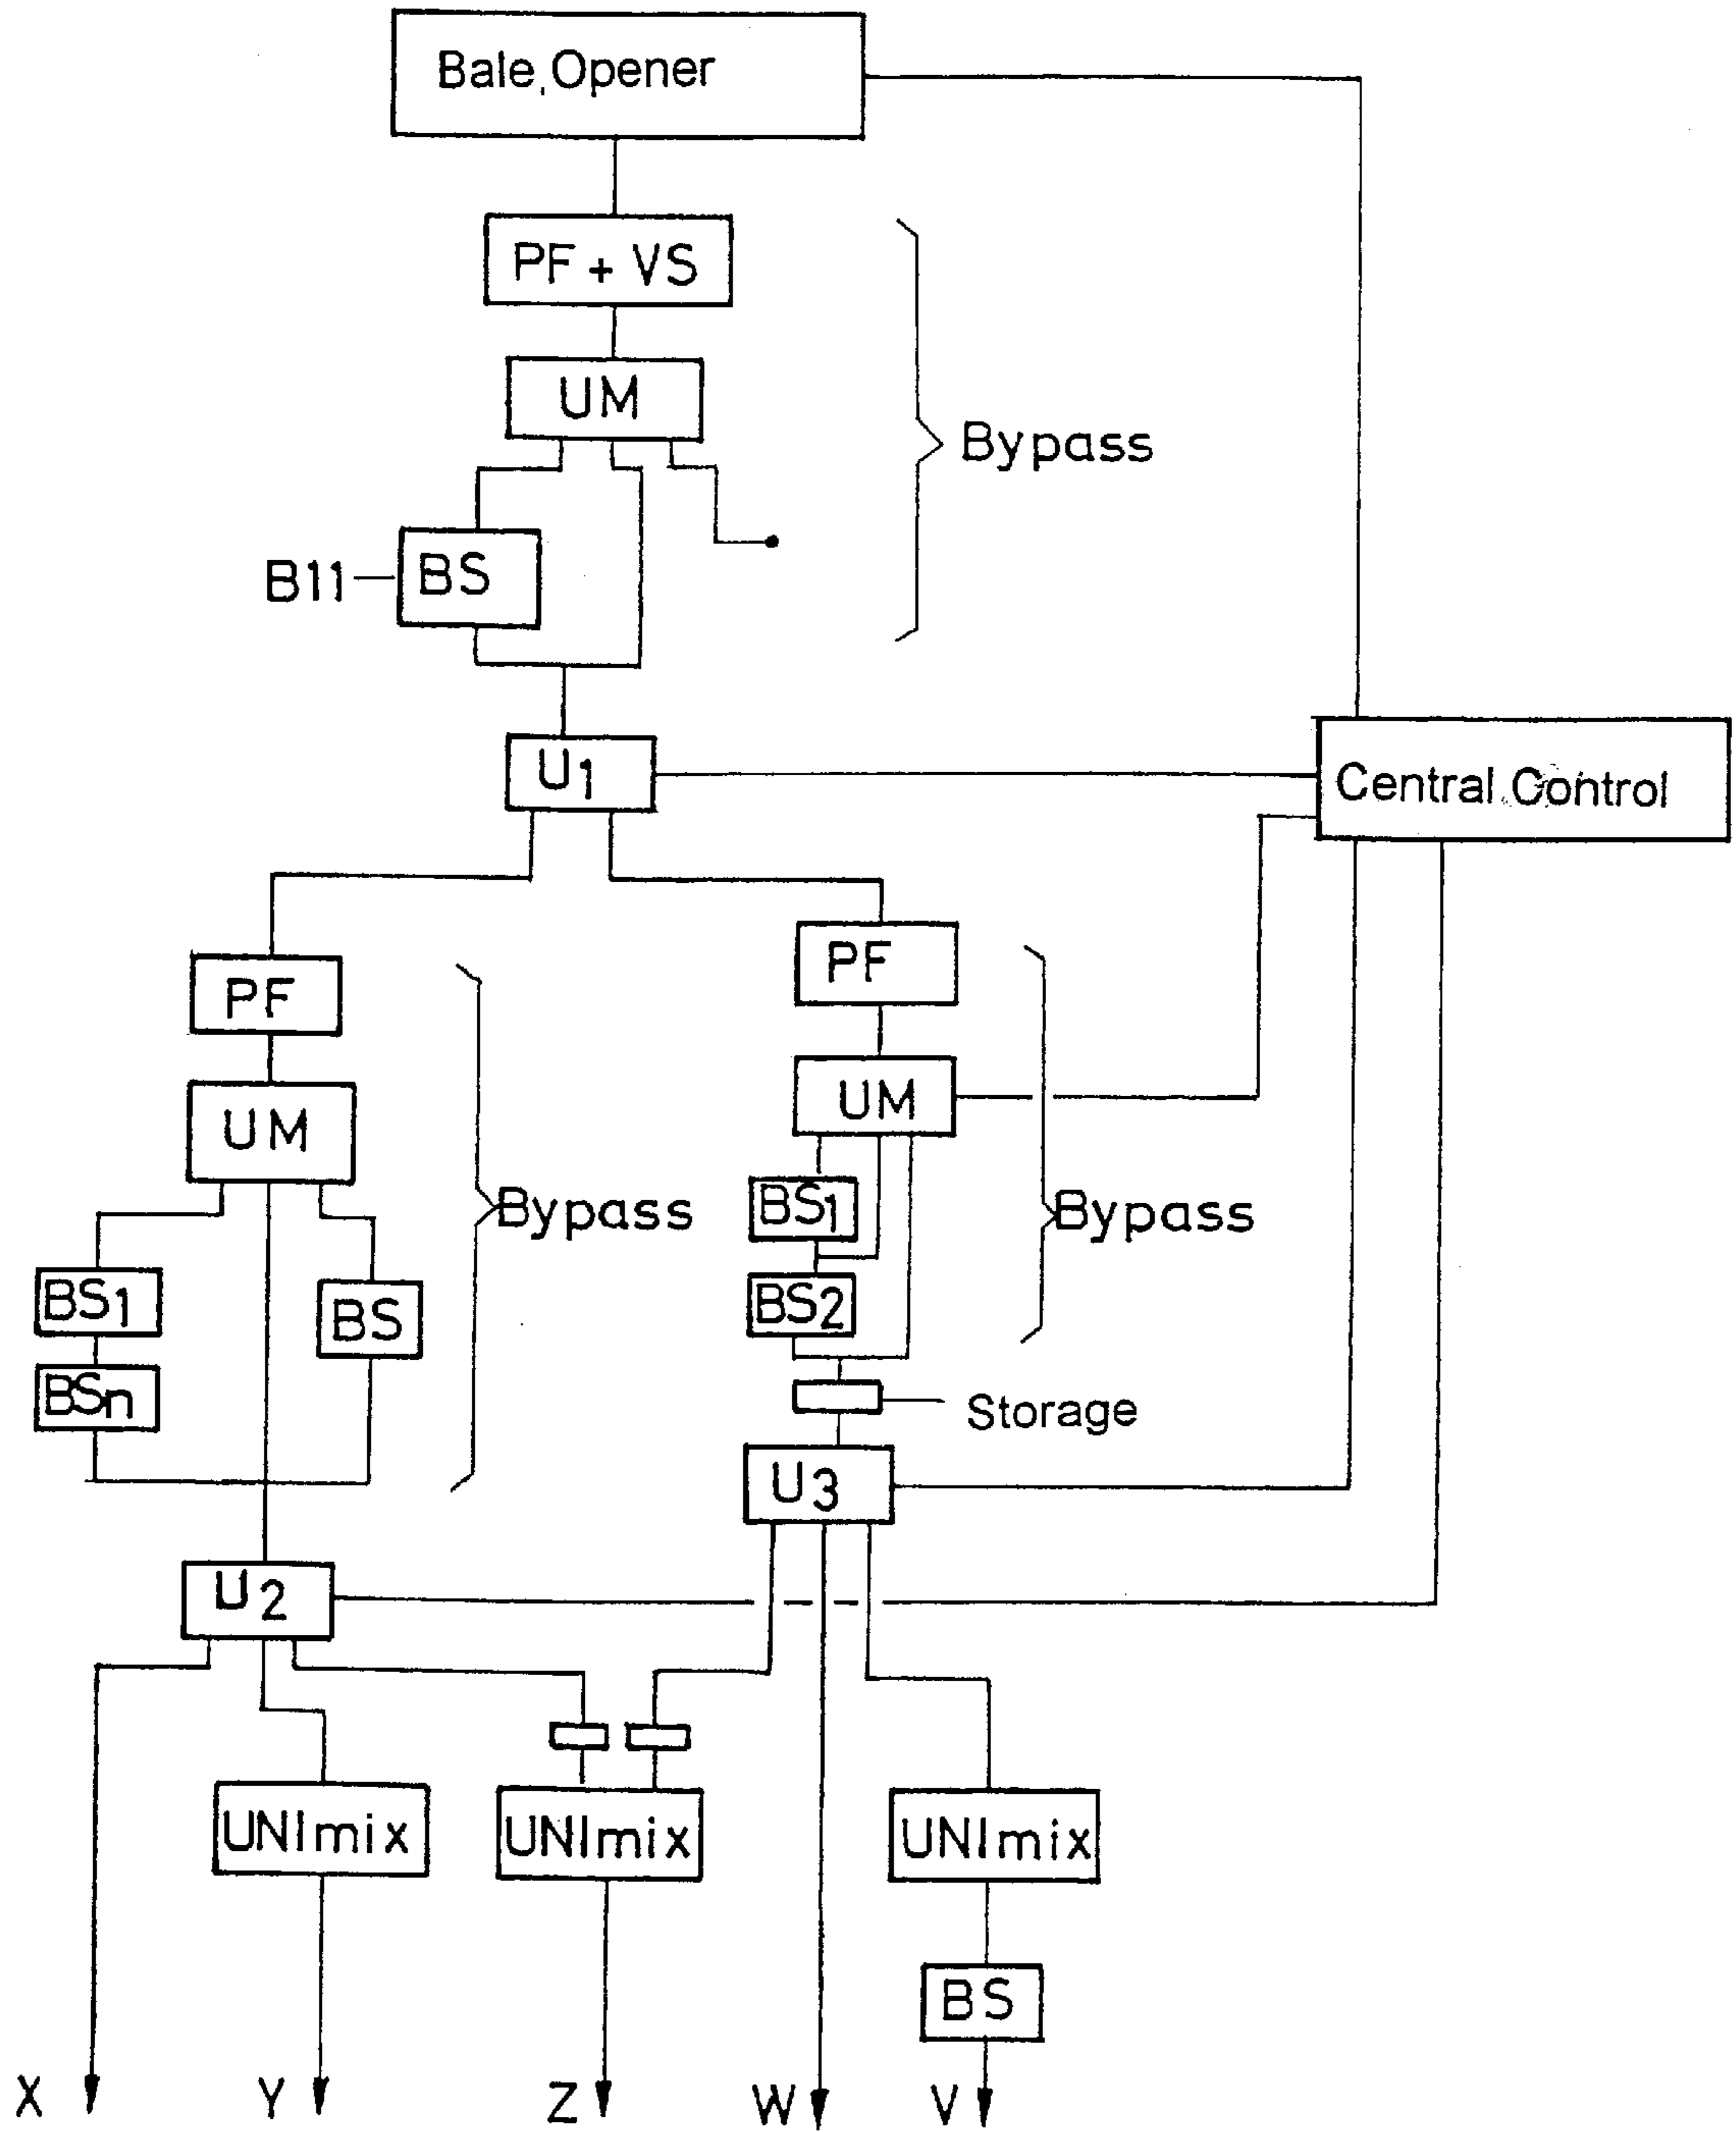 Bale Opener
PF + VS
UM
Bypass
B11
BS
U1
Central Control
PF
PF
UM
UM
BS1
Bypass
Bypass
BS1
BS
BS2
BSn
Storage
U3
U2
UNImix
UNImix
UNImix
BS
X
Y
Z
W
V